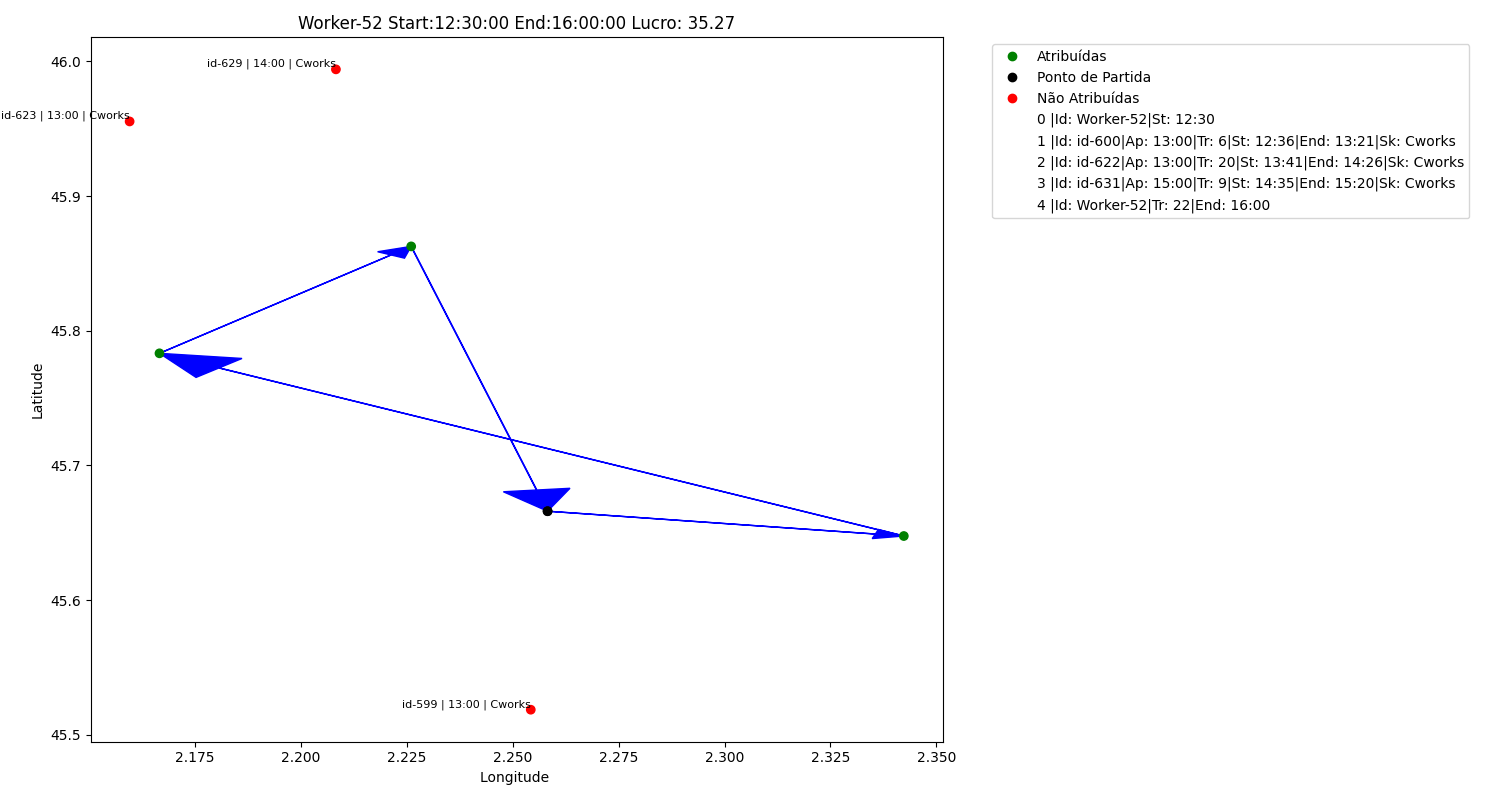 Worker-52 Start:12:30:00 End:16:00:00 Lucro: 35.27
46.0
45.9
45.8
45.7
45.6
45.5
Latitude
id-629 | 14:00 | Cworks
id-623 | 13:00 | Cworks
id-599 | 13:00 | Cworks
2.175
2.200
2.225
2.250
2.275
2.300
2.325
2.350
Longitude
Atribuídas
Ponto de Partida
Não Atribuídas
0 |Id: Worker-52|St: 12:30
1 |Id: id-600|Ap: 13:00|Tr: 6|St: 12:36|End: 13:21|Sk: Cworks
2 |Id: id-622|Ap: 13:00|Tr: 20|St: 13:41|End: 14:26|Sk: Cworks
3 |Id: id-631|Ap: 15:00|Tr: 9|St: 14:35|End: 15:20|Sk: Cworks
4 |Id: Worker-52|Tr: 22|End: 16:00